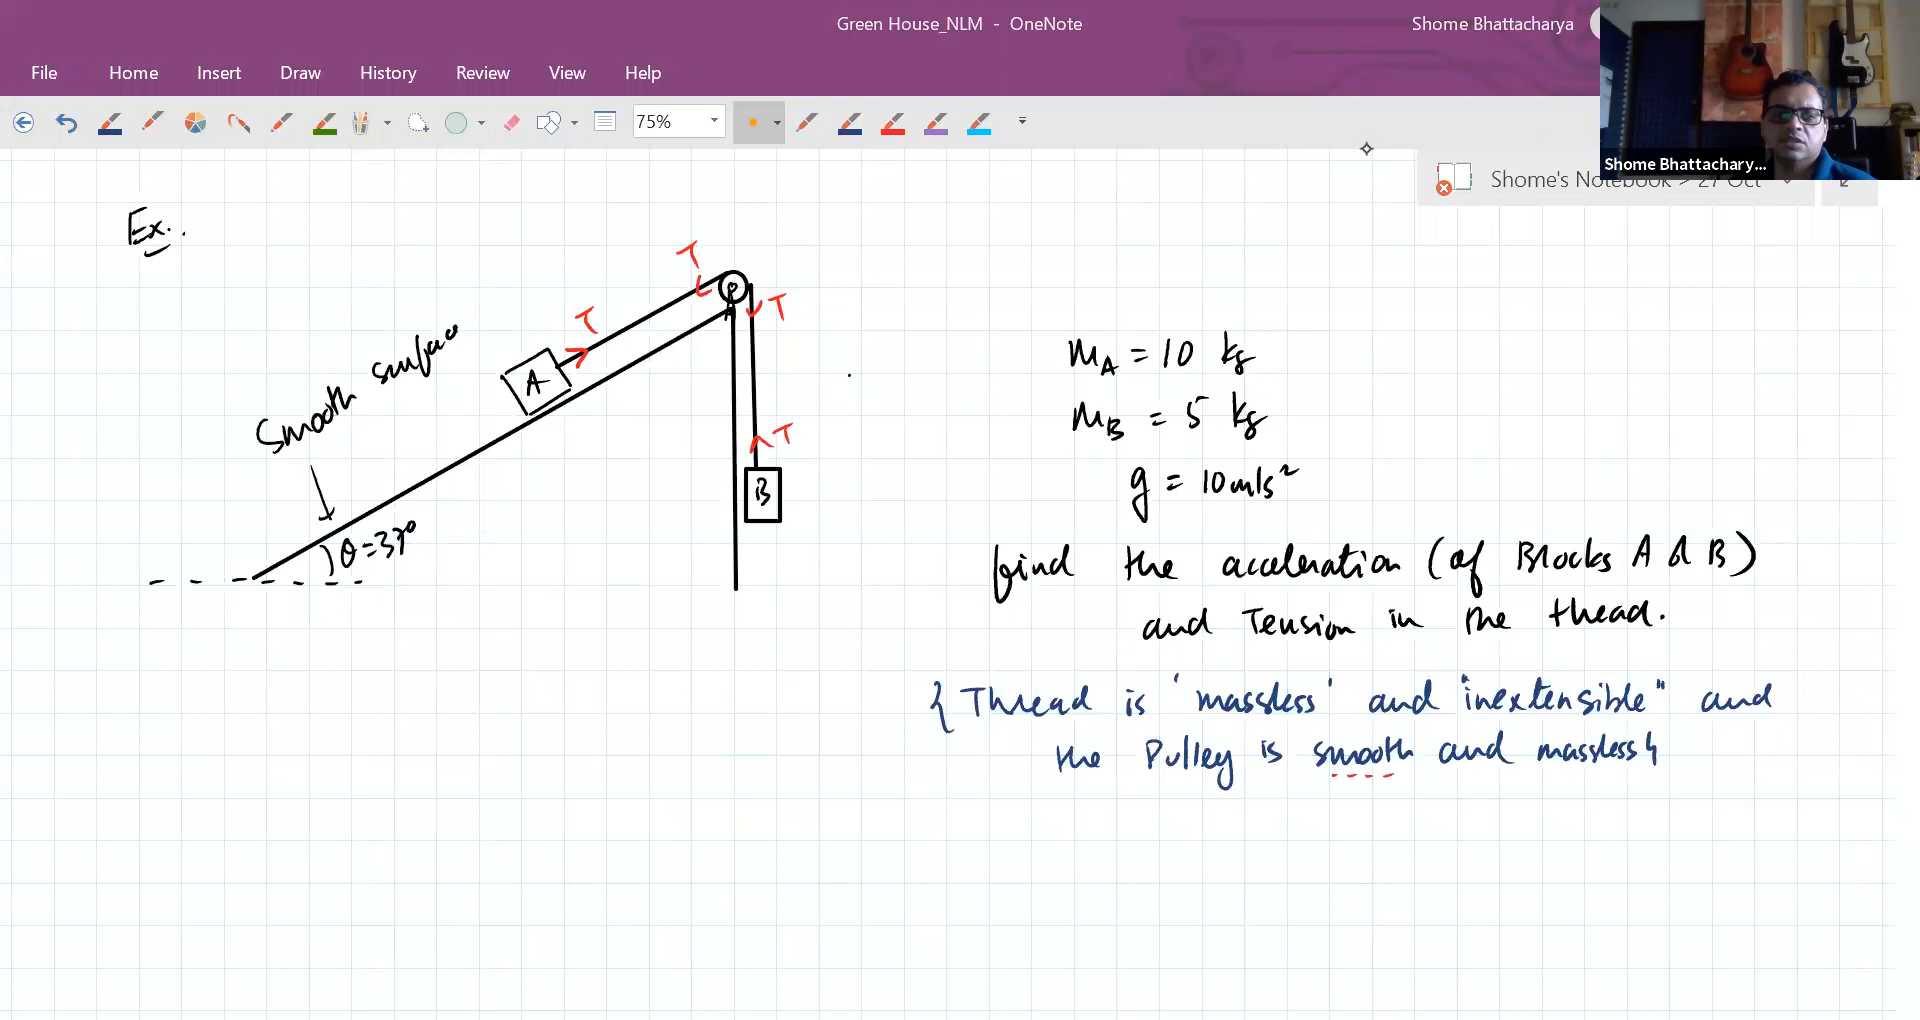 Green House_NLM - OneNote
Shome Bhattacharya
File Home Insert Draw History Review View Help
75%
Shome Bhattachary...
Shome's Notebook > 27 Oct
Ex.
T
T
T
P
A
T
B
Smooth surface
θ=37°
mA = 10 kg
mB = 5 kg
g = 10m/s²
find the acceleration (of Blocks A & B)
and Tension in the thead.
{ Thread is 'massless' and "inextensible" and
the Pulley is smooth and massless }